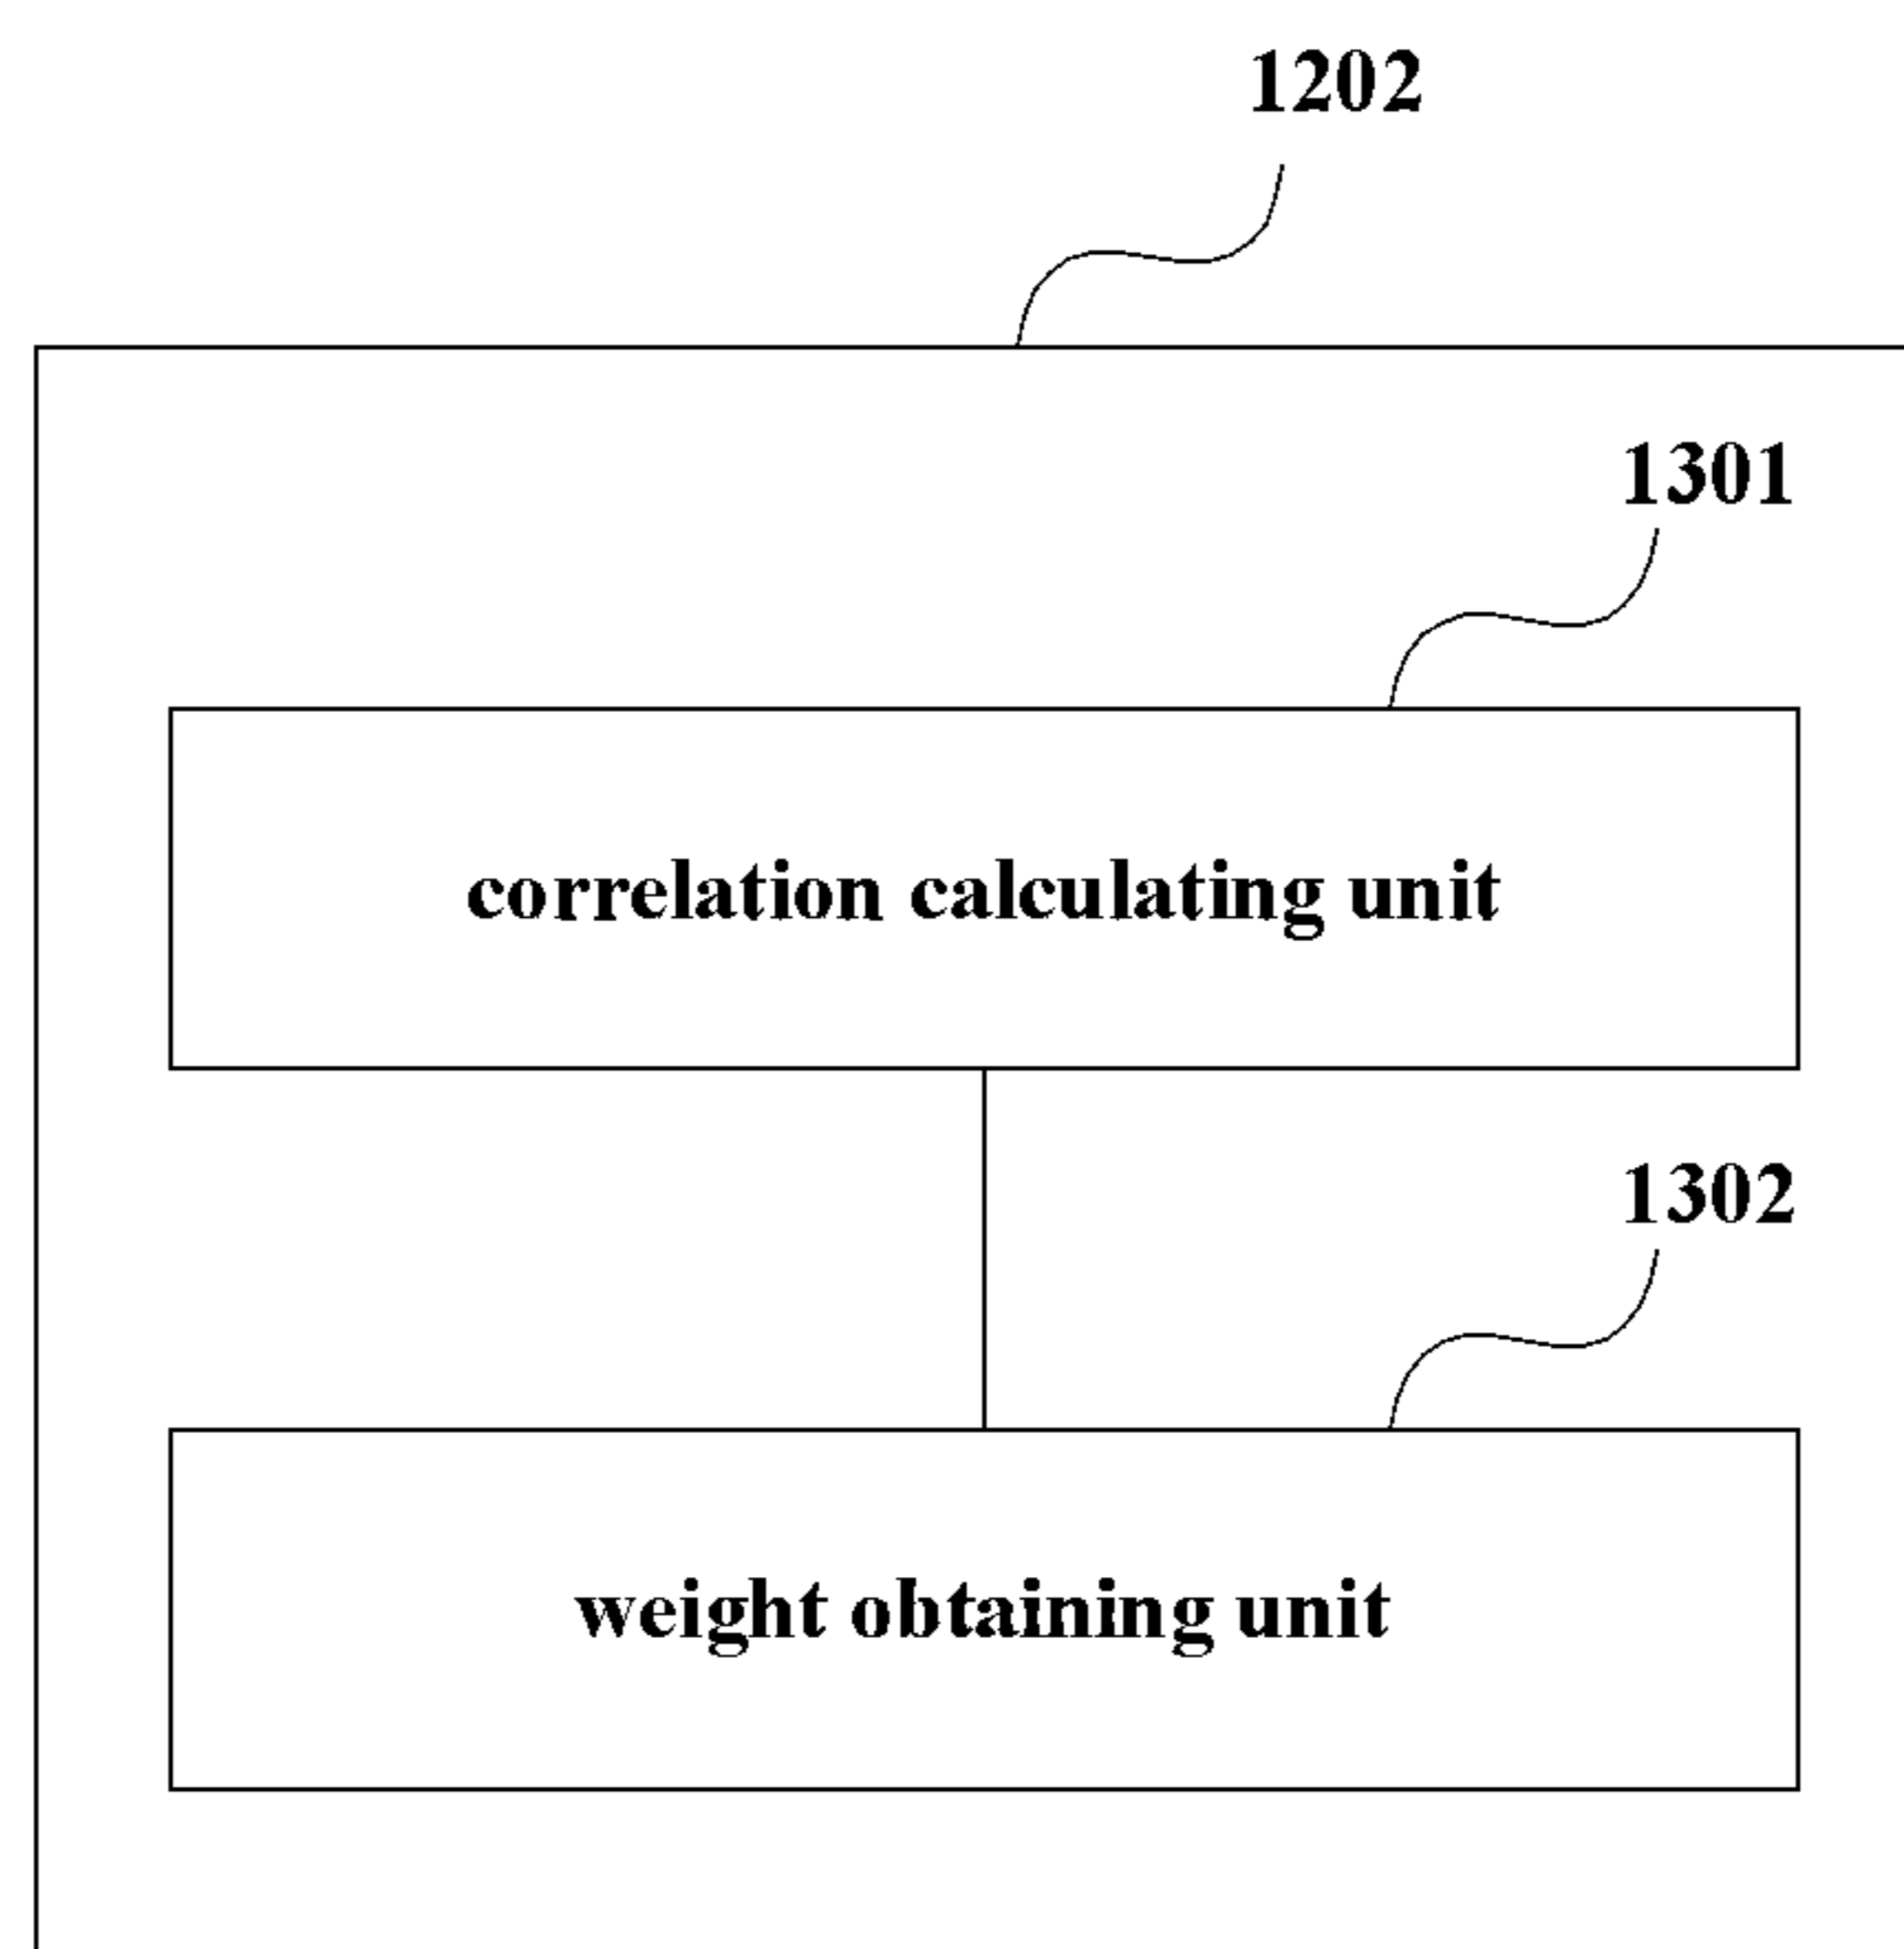 1202
1301
correlation calculating unit
1302
weight obtaining unit